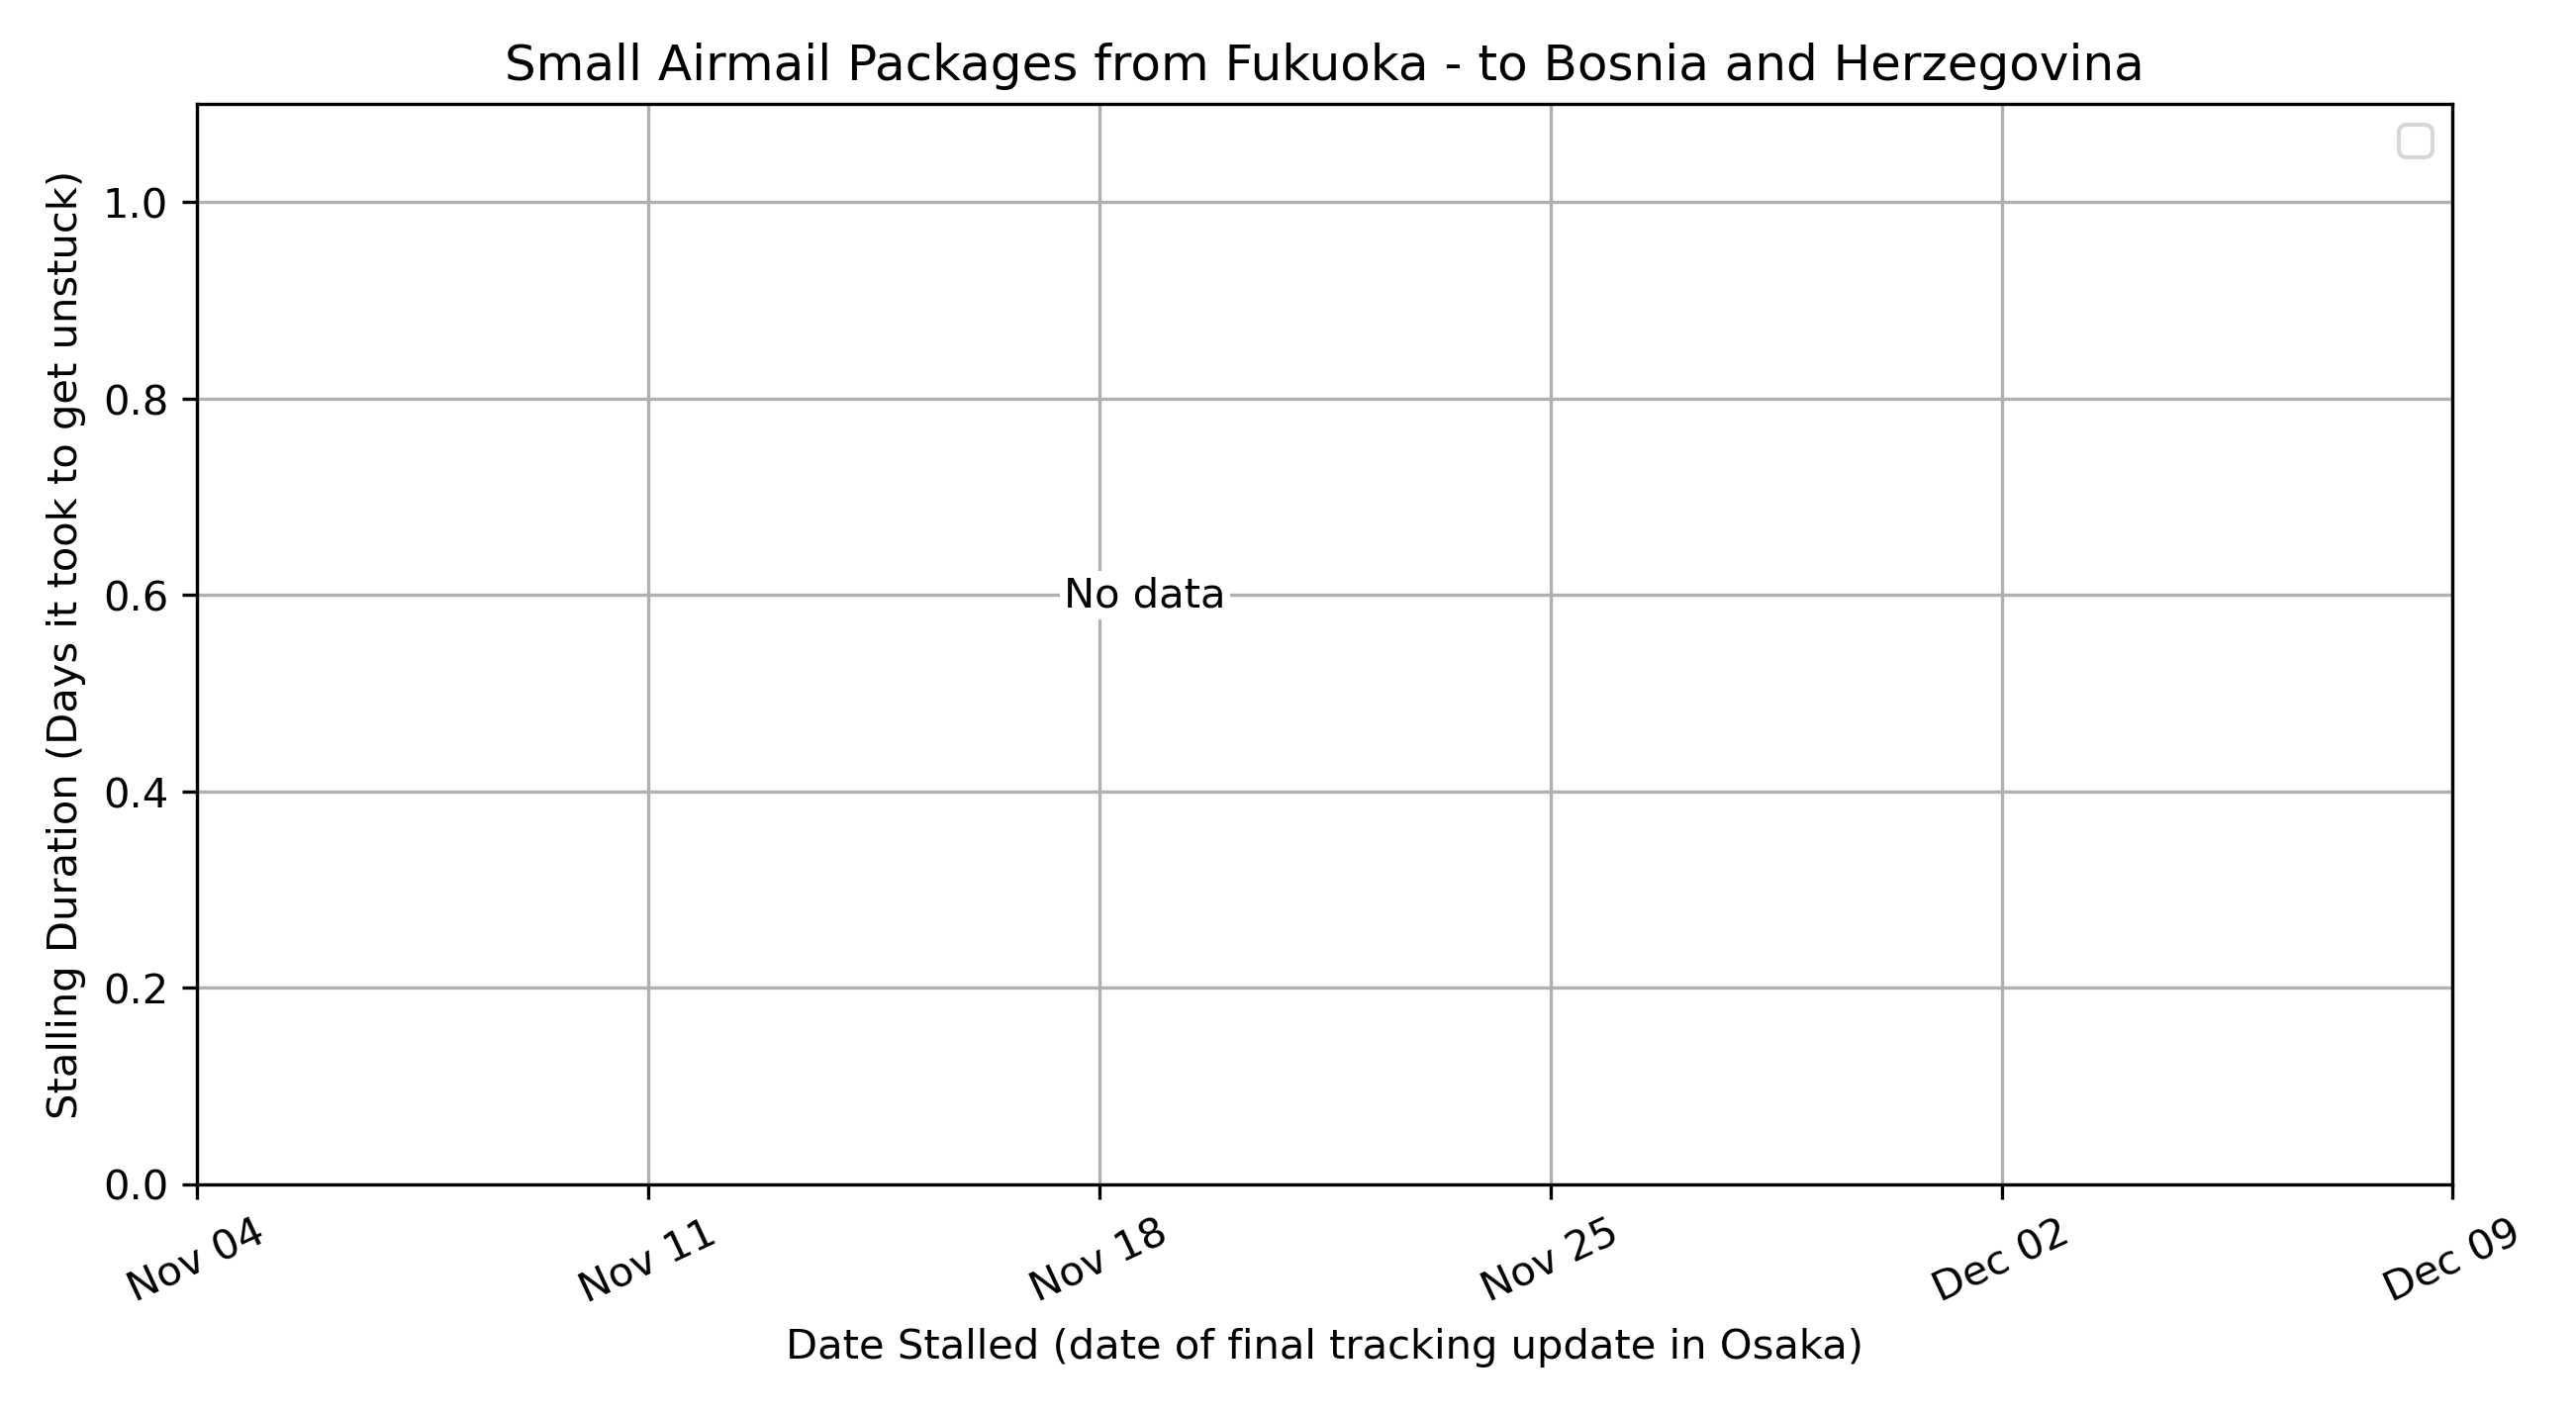 Small Airmail Packages from Fukuoka - to Bosnia and Herzegovina
Stalling Duration (Days it took to get unstuck)
1.0
0.8
0.6
0.4
0.2
0.0
No data
Nov 04
Nov 11
Nov 18
Nov 25
Dec 02
Dec 09
Date Stalled (date of final tracking update in Osaka)